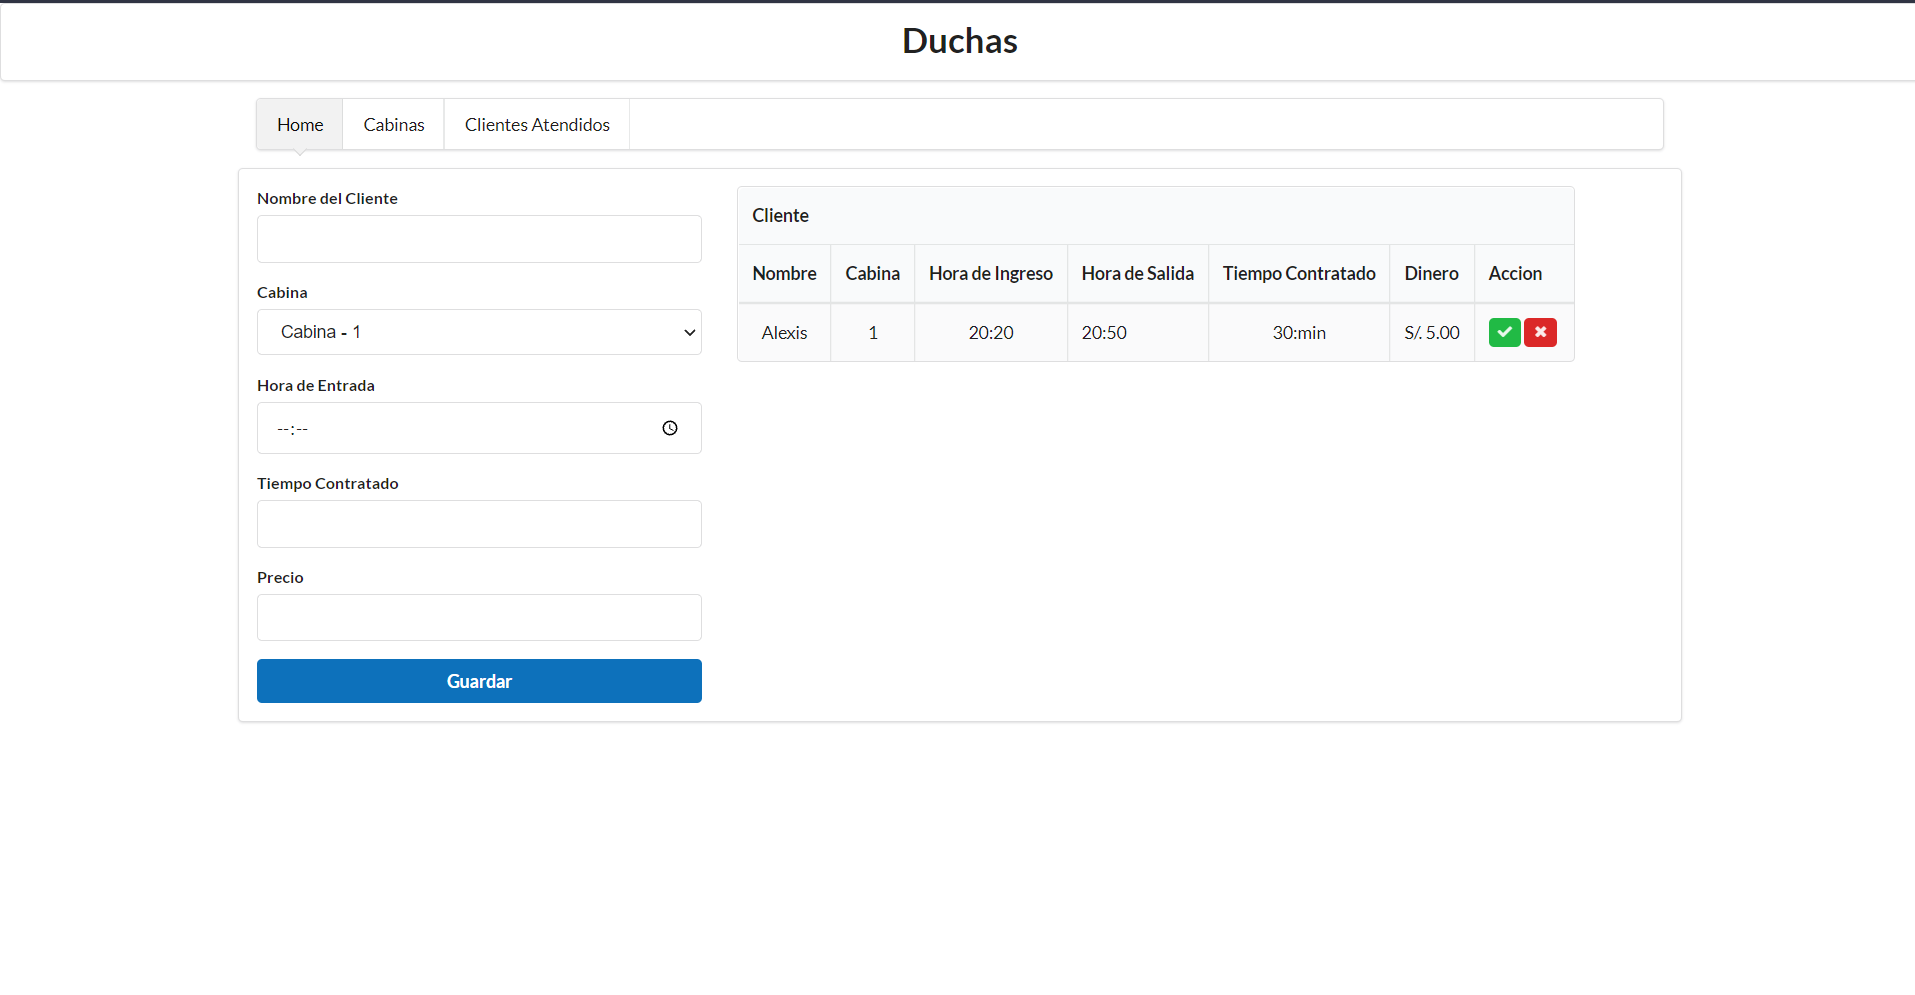 Duchas
Home Cabinas Clientes Atendidos
Nombre del Cliente
Cabina
Cabina - 1
Hora de Entrada
--:--
Tiempo Contratado
Precio
Guardar
Cliente
Nombre Cabina Hora de Ingreso Hora de Salida Tiempo Contratado Dinero Accion
Alexis 1 20:20 20:50 30:min S/. 5.00